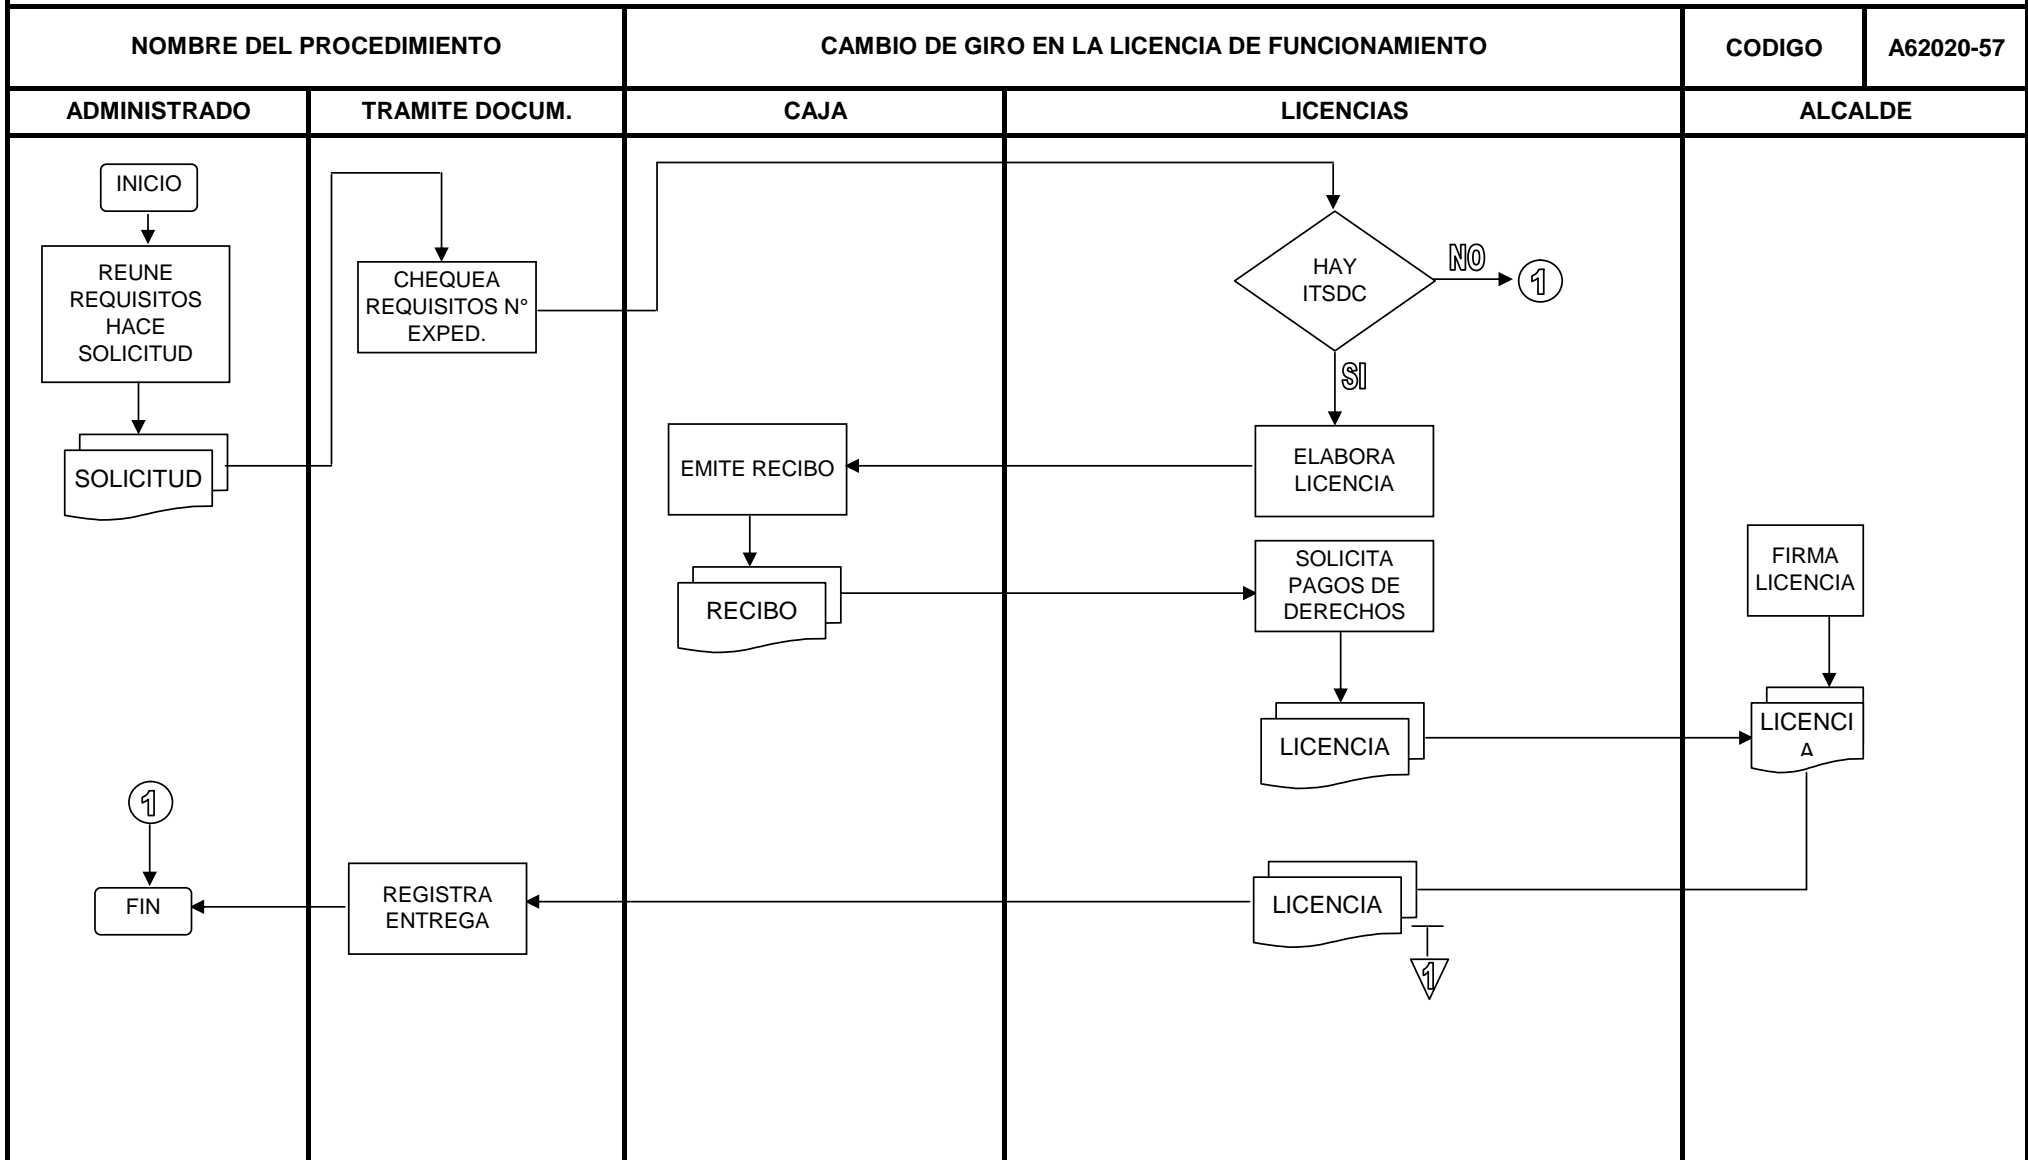 NOMBRE DEL PROCEDIMIENTO
CAMBIO DE GIRO EN LA LICENCIA DE FUNCIONAMIENTO
CODIGO
A62020-57
ADMINISTRADO
TRAMITE DOCUM.
CAJA
LICENCIAS
ALCALDE
INICIO
REUNE
REQUISITOS
HACE
SOLICITUD
SOLICITUD
CHEQUEA
REQUISITOS N°
EXPED.
HAY
ITSDC
NO
1
SI
ELABORA
LICENCIA
EMITE RECIBO
RECIBO
SOLICITA
PAGOS DE
DERECHOS
LICENCIA
FIRMA
LICENCIA
LICENCI
A
LICENCIA
1
REGISTRA
ENTREGA
1
FIN